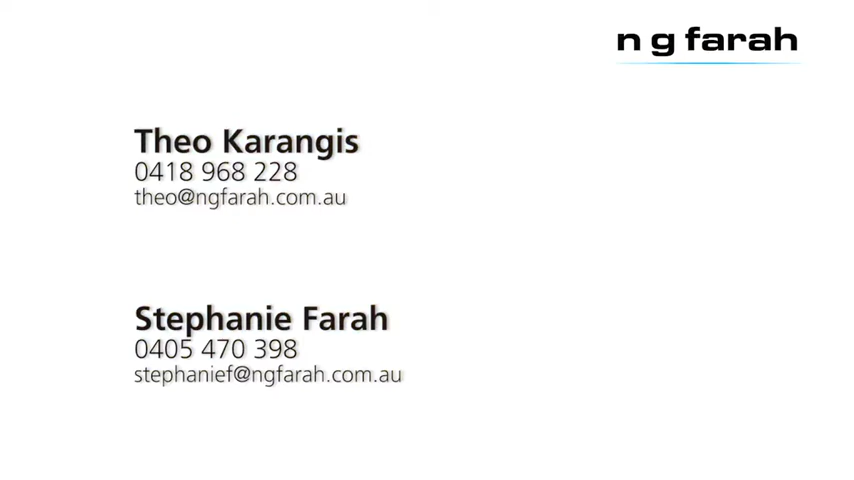 n g farah
Theo Karangis
0418 968 228
theo@ngfarah.com.au
Stephanie Farah
0405 470 398
stephanief@ngfarah.com.au